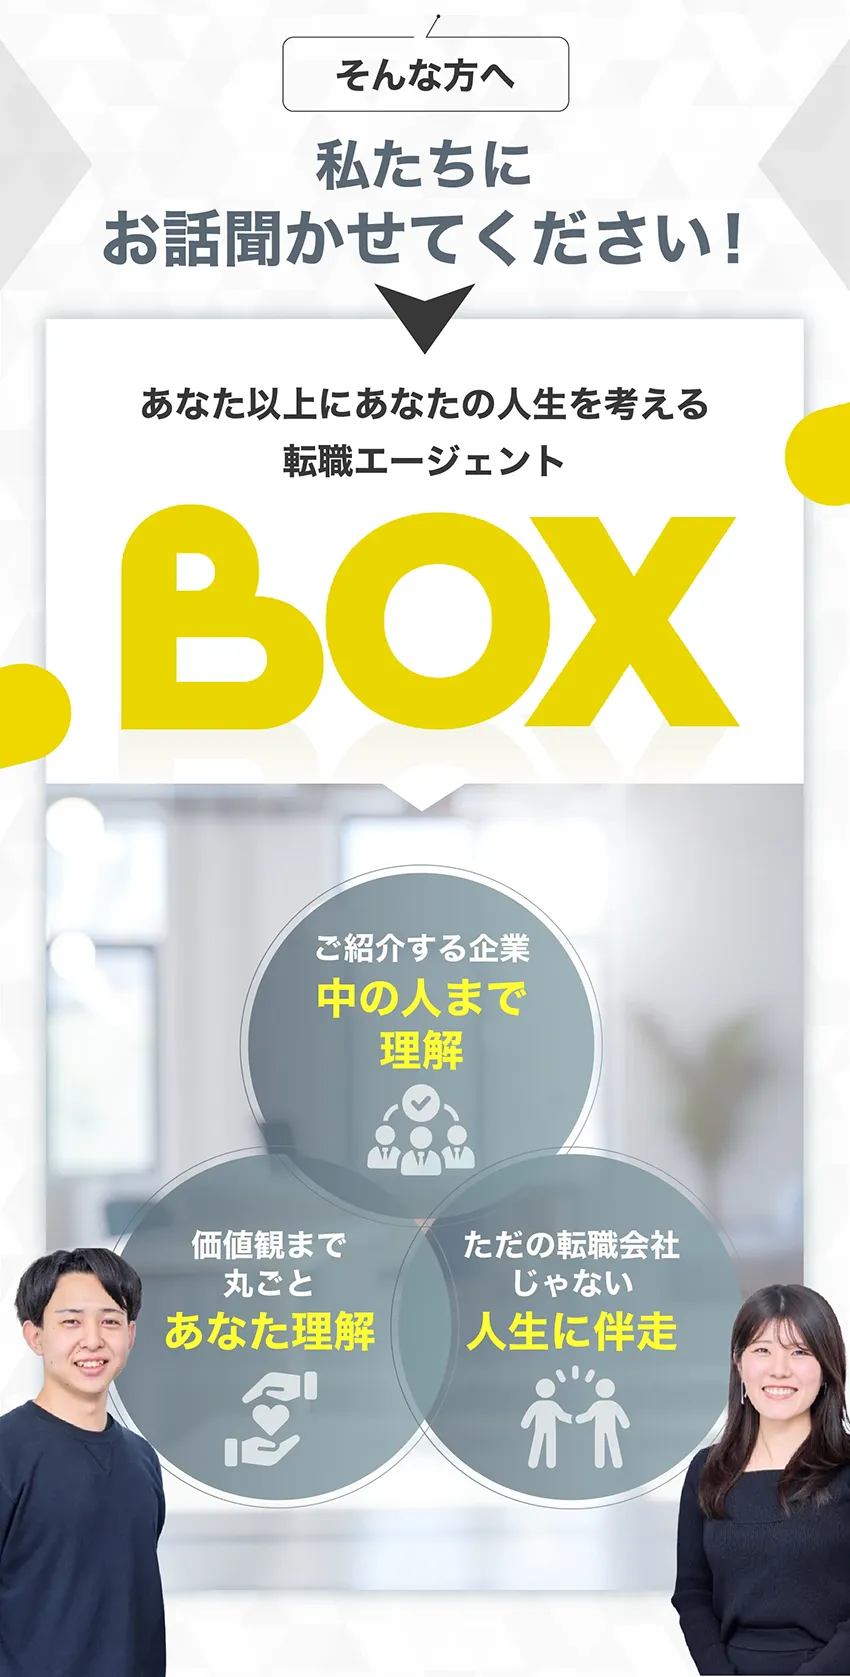 そんな方へ
私たちに
お話聞かせてください！
あなた以上にあなたの人生を考える
転職エージェント
BOX
ご紹介する企業
中の人まで
理解
価値観まで
丸ごと
あなた理解
ただの転職会社
じゃない
人生に伴走